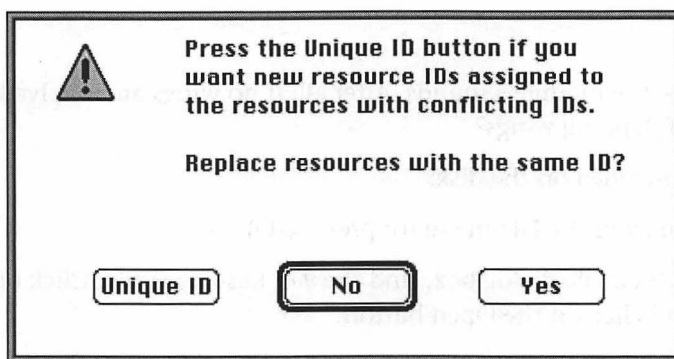 Press the Unique ID button if you
want new resource IDs assigned to
the resources with conflicting IDs.
Replace resources with the same ID?
Unique ID
No
Yes